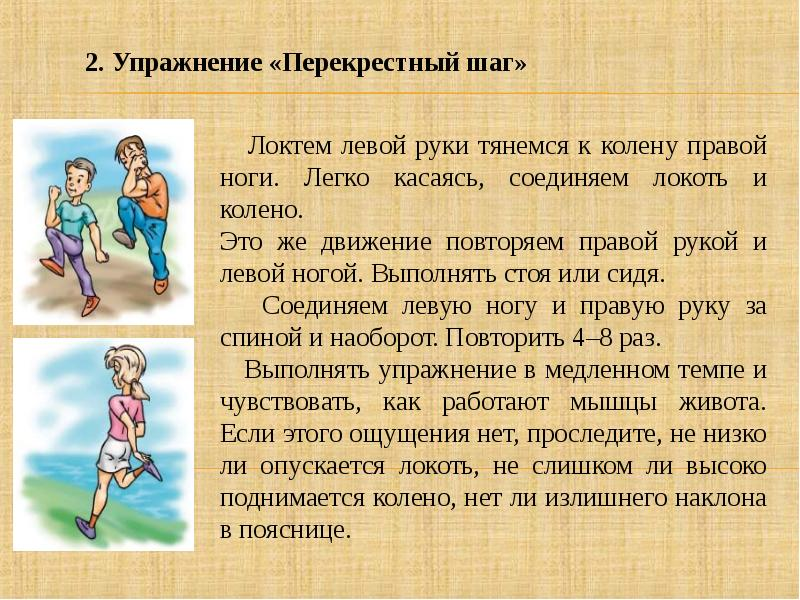 2. Упражнение «Перекрестный шаг»
Локтем левой руки тянемся к колену правой
ноги. Легко касаясь, соединяем локоть и
колено.
Это же движение повторяем правой рукой и
левой ногой. Выполнять стоя или сидя.
Соединяем левую ногу и правую руку за
спиной и наоборот. Повторить 4–8 раз.
Выполнять упражнение в медленном темпе и
чувствовать, как работают мышцы живота.
Если этого ощущения нет, проследите, не низко
ли опускается локоть, не слишком ли высоко
поднимается колено, нет ли излишнего наклона
в пояснице.